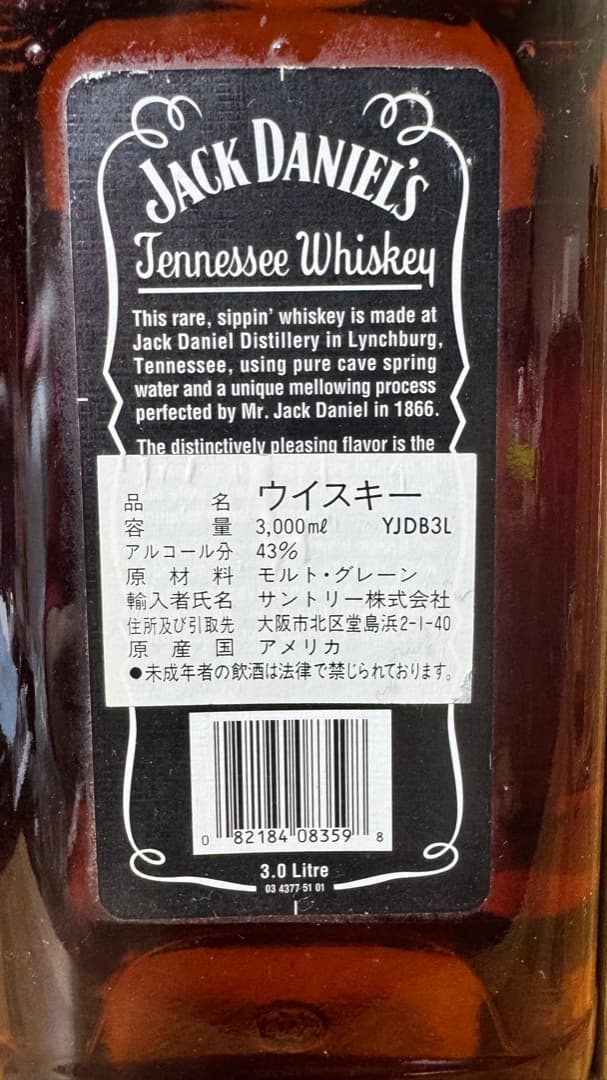 JACK DANIEL'S
Tennessee Whiskey
This rare, sippin' whiskey is made at
Jack Daniel Distillery in Lynchburg,
Tennessee, using pure cave spring
water and a unique mellowing process
perfected by Mr. Jack Daniel in 1866.
The distinctively pleasing flavor is the
品名 ウイスキー
容量 3,000mℓ YJDB3L
アルコール分 43%
原材料 モルト・グレーン
輸入者氏名 サントリー株式会社
住所及び引取先 大阪市北区堂島浜2-1-40
原産国 アメリカ
●未成年者の飲酒は法律で禁じられております。
0 82184 08359 8
3.0 Litre
03 4377 51 01